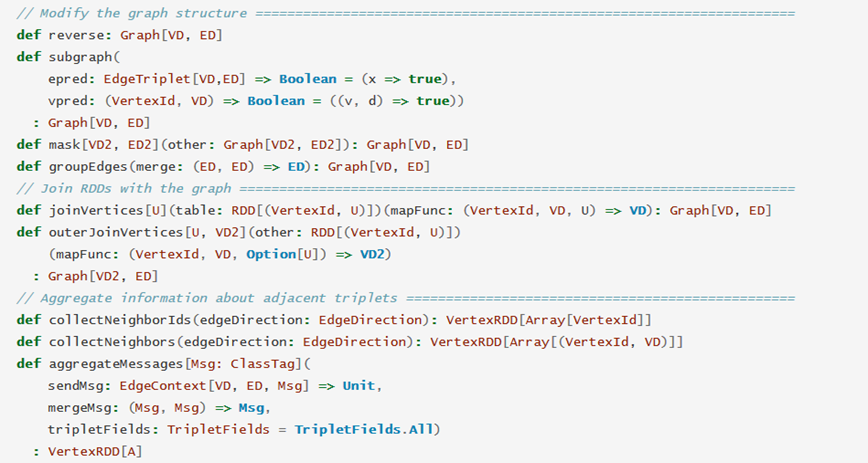 // Modify the graph structure ====================================================================
def reverse: Graph[VD, ED]
def subgraph(
    epred: EdgeTriplet[VD,ED] => Boolean = (x => true),
    vpred: (VertexId, VD) => Boolean = ((v, d) => true))
  : Graph[VD, ED]
def mask[VD2, ED2](other: Graph[VD2, ED2]): Graph[VD, ED]
def groupEdges(merge: (ED, ED) => ED): Graph[VD, ED]
// Join RDDs with the graph ======================================================================
def joinVertices[U](table: RDD[(VertexId, U)])(mapFunc: (VertexId, VD, U) => VD): Graph[VD, ED]
def outerJoinVertices[U, VD2](other: RDD[(VertexId, U)])
    (mapFunc: (VertexId, VD, Option[U]) => VD2)
  : Graph[VD2, ED]
// Aggregate information about adjacent triplets =================================================
def collectNeighborIds(edgeDirection: EdgeDirection): VertexRDD[Array[VertexId]]
def collectNeighbors(edgeDirection: EdgeDirection): VertexRDD[Array[(VertexId, VD)]]
def aggregateMessages[Msg: ClassTag](
    sendMsg: EdgeContext[VD, ED, Msg] => Unit,
    mergeMsg: (Msg, Msg) => Msg,
    tripletFields: TripletFields = TripletFields.All)
  : VertexRDD[A]